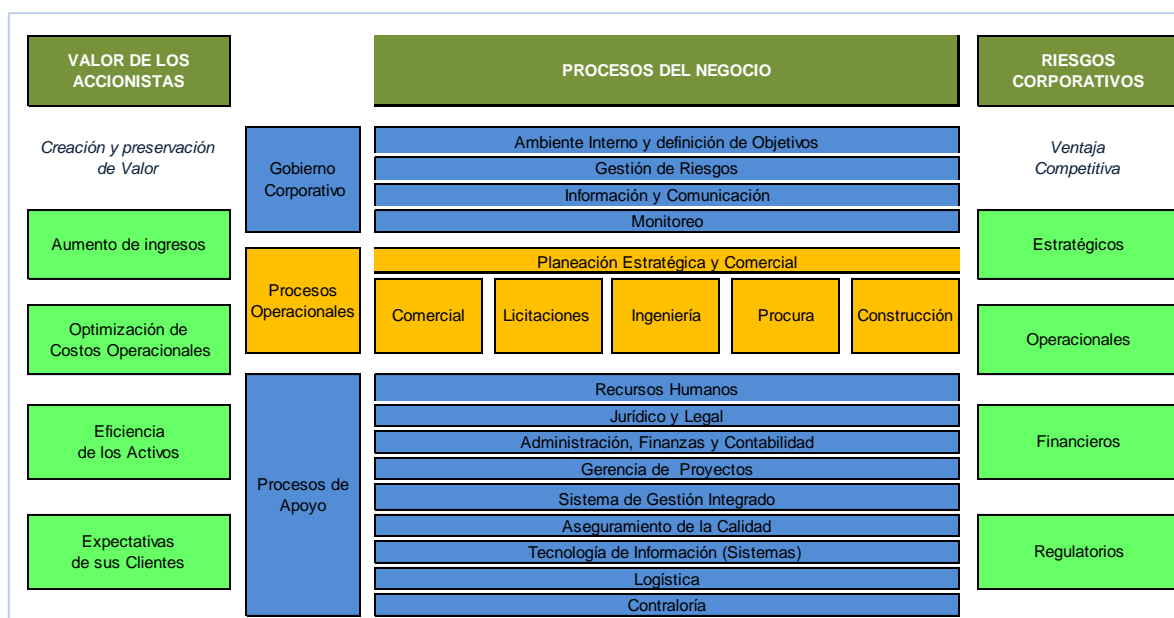 VALOR DE LOS
ACCIONISTAS
PROCESOS DEL NEGOCIO
RIESGOS
CORPORATIVOS
Creación y preservación
de Valor
Gobierno
Corporativo
Ambiente Interno y definición de Objetivos
Gestión de Riesgos
Información y Comunicación
Monitoreo
Ventaja
Competitiva
Aumento de ingresos
Estratégicos
Procesos
Operacionales
Planeación Estratégica y Comercial
Comercial
Licitaciones
Ingeniería
Procura
Construcción
Optimización de
Costos Operacionales
Operacionales
Procesos de
Apoyo
Recursos Humanos
Jurídico y Legal
Administración, Finanzas y Contabilidad
Gerencia de Proyectos
Sistema de Gestión Integrado
Aseguramiento de la Calidad
Tecnología de Información (Sistemas)
Logística
Contraloría
Eficiencia
de los Activos
Financieros
Expectativas
de sus Clientes
Regulatorios